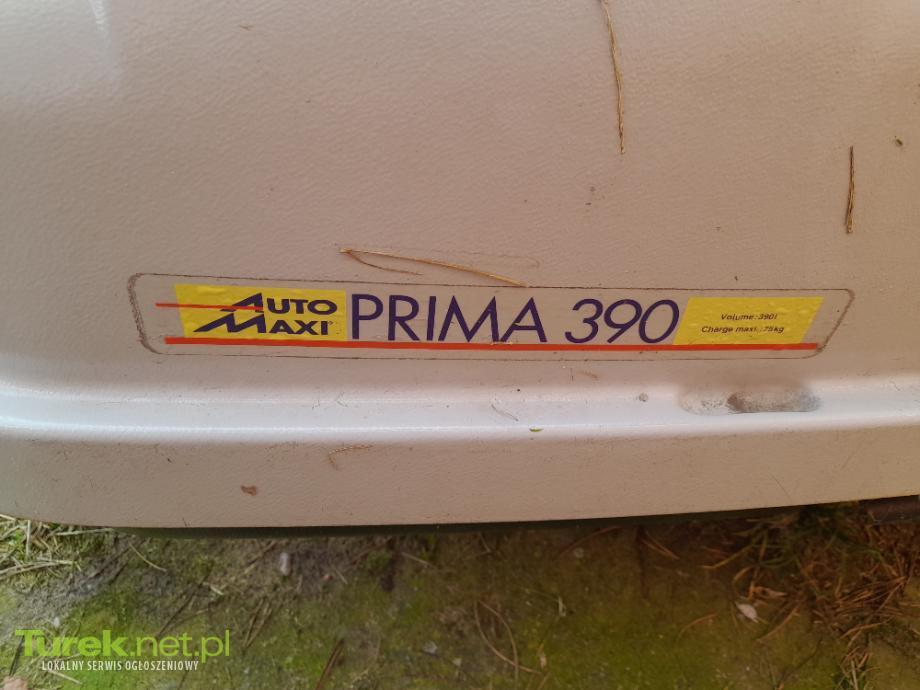 AUTO MAXI® PRIMA 390
Volume: 390l
Charge maxi.: 75kg
Turek.net.pl
LOKALNY SERWIS OGŁOSZENIOWY